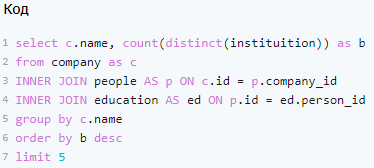 Код
1 select c.name, count(distinct(instituition)) as b
2 from company as c
3 INNER JOIN people AS p ON c.id = p.company_id
4 INNER JOIN education AS ed ON p.id = ed.person_id
5 group by c.name
6 order by b desc
7 limit 5